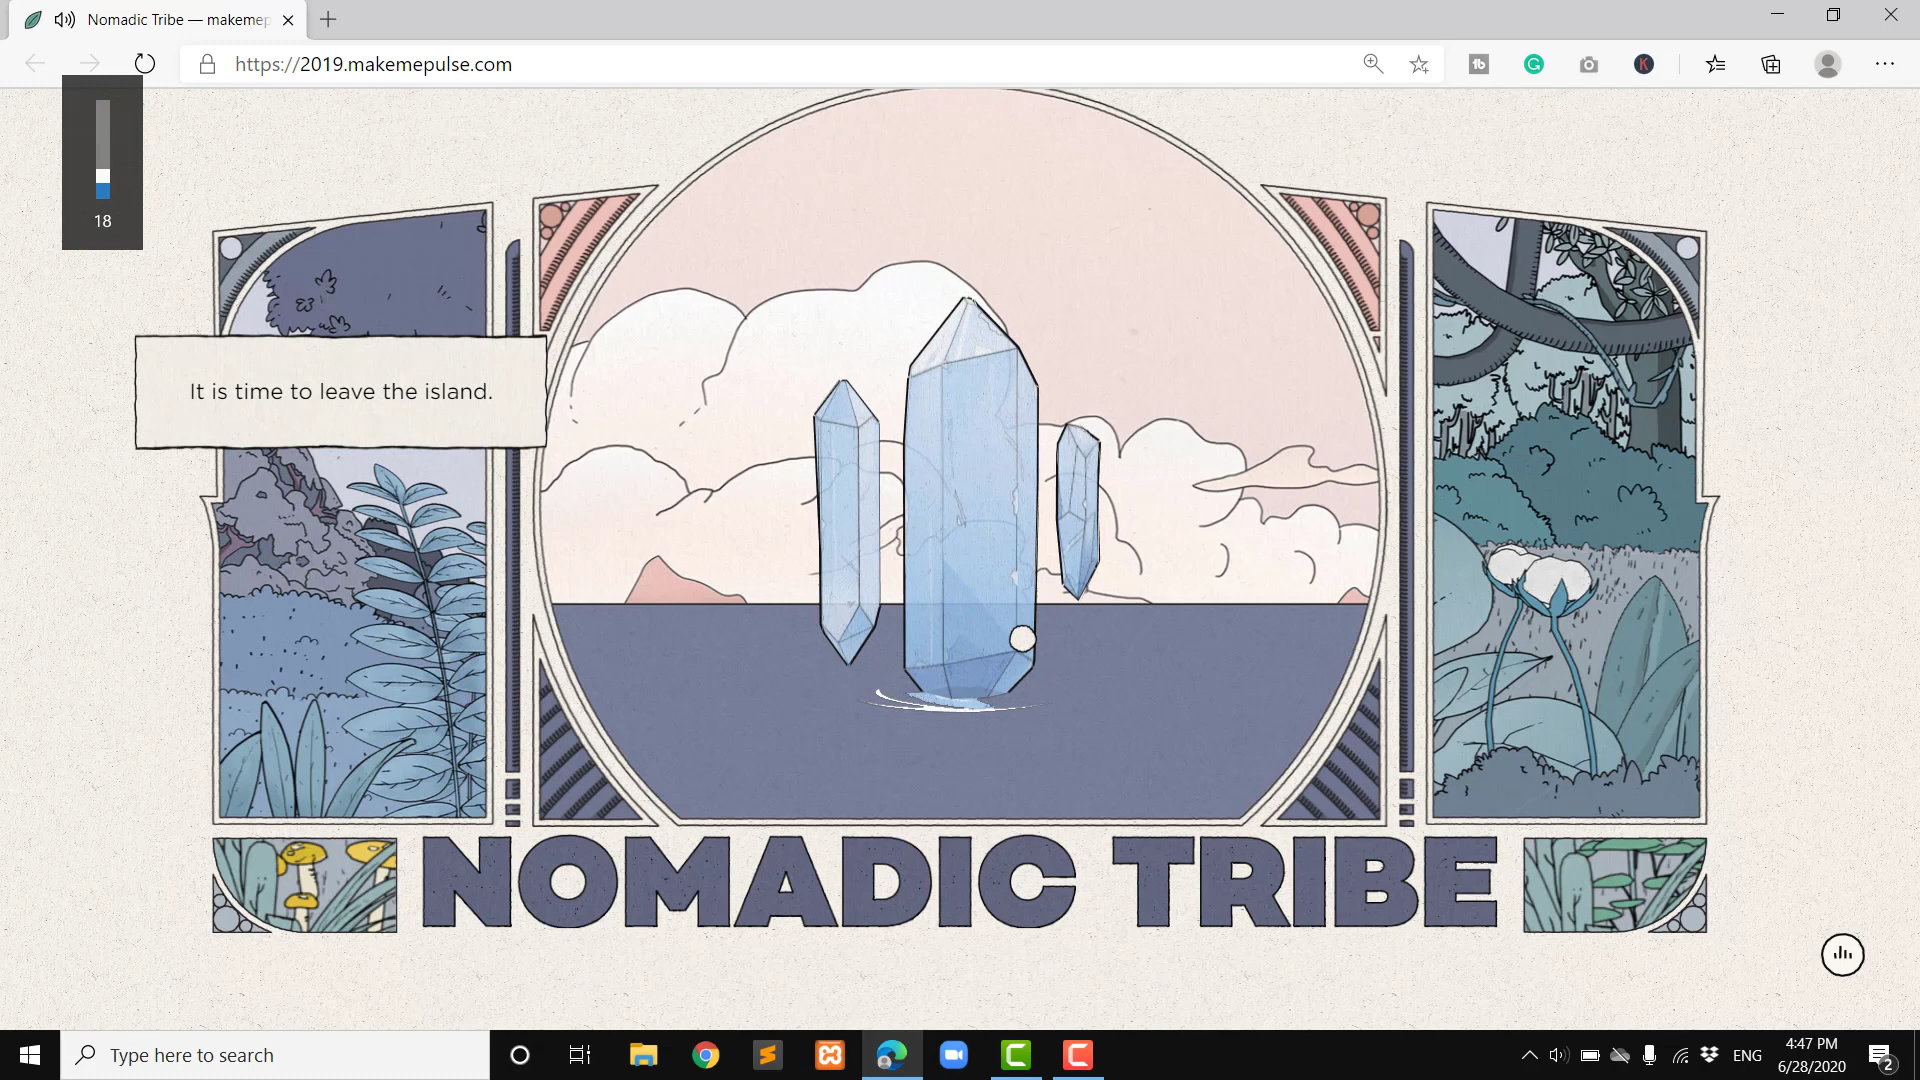 Nomadic Tribe — makemep
https://2019.makemepulse.com
tb
G
K
18
It is time to leave the island.
NOMADIC TRIBE
Type here to search
ENG
4:47 PM
6/28/2020
2